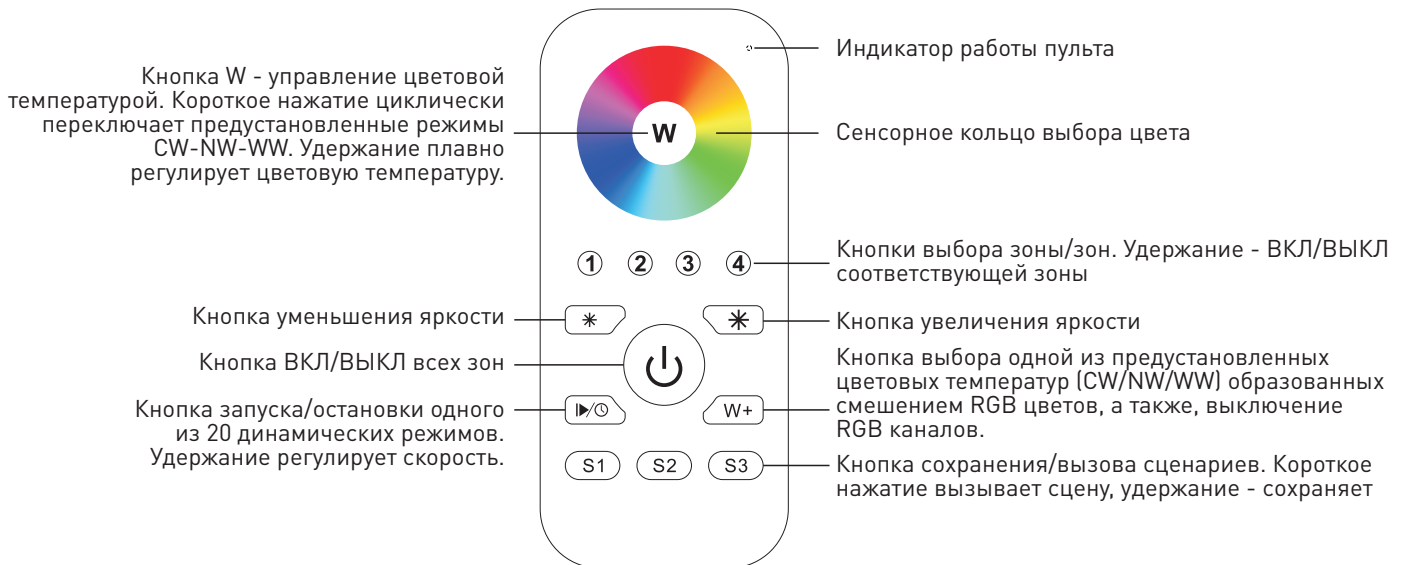 Индикатор работы пульта
Кнопка W - управление цветовой
температурой. Короткое нажатие циклически
переключает предустановленные режимы
CW-NW-WW. Удержание плавно
регулирует цветовую температуру.
W
Сенсорное кольцо выбора цвета
1 2 3 4
Кнопки выбора зоны/зон. Удержание - ВКЛ/ВЫКЛ
соответствующей зоны
Кнопка уменьшения яркости
Кнопка увеличения яркости
Кнопка ВКЛ/ВЫКЛ всех зон
Кнопка выбора одной из предустановленных
цветовых температур (CW/NW/WW) образованных
смешением RGB цветов, а также, выключение
RGB каналов.
Кнопка запуска/остановки одного
из 20 динамических режимов.
Удержание регулирует скорость.
W+
S1 S2 S3
Кнопка сохранения/вызова сценариев. Короткое
нажатие вызывает сцену, удержание - сохраняет